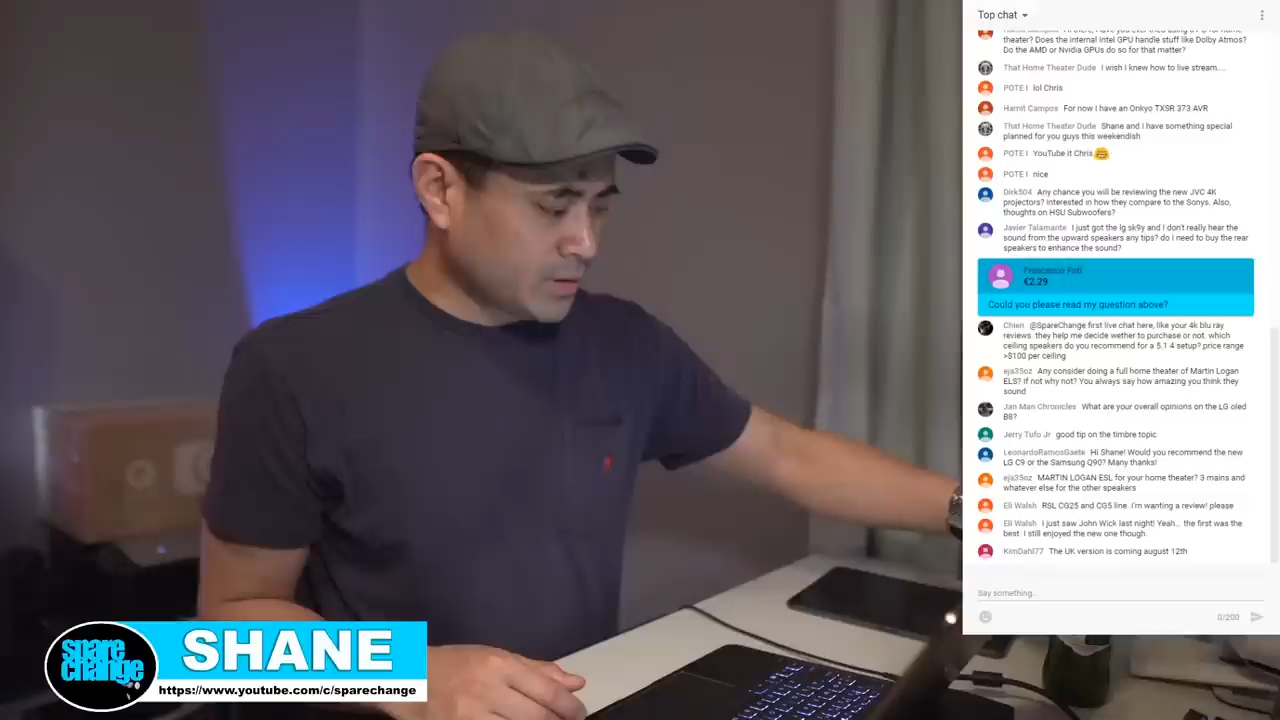 Top chat
theater? Does the internal Intel GPU handle stuff like Dolby Atmos?
Do the AMD or Nvidia GPUs do so for that matter?
That Home Theater Dude I wish I knew how to live stream....
POTE I lol Chris
Harrit Campos For now I have an Onkyo TXSR 373 AVR
That Home Theater Dude Shane and I have something special
planned for you guys this weekendish
POTE I YouTube it Chris
POTE I nice
Dirk504 Any chance you will be reviewing the new JVC 4K
projectors? Interested in how they compare to the Sonys. Also,
thoughts on HSU Subwoofers?
Javier Talamante I just got the lg sk9y and I don't really hear the
sound from the upward speakers any tips? do I need to buy the rear
speakers to enhance the sound?
Francesco Foti
€2.29
Could you please read my question above?
Chien @SpareChange first live chat here, like your 4k blu ray
reviews. they help me decide wether to purchase or not. which
ceiling speakers do you recommend for a 5.1.4 setup? price range
>$100 per ceiling
eja35oz Any consider doing a full home theater of Martin Logan
ELS? If not why not? You always say how amazing you think they
sound
Jan Man Chronicles What are your overall opinions on the LG oled
B8?
Jerry Tufo Jr good tip on the timbre topic
LeonardoRamosGaete Hi Shane! Would you recommend the new
LG C9 or the Samsung Q90? Many thanks!
eja35oz MARTIN LOGAN ESL for your home theater? 3 mains and
whatever else for the other speakers
Eli Walsh RSL CG25 and CG5 line I'm wanting a review! please
Eli Walsh i just saw John Wick last night! Yeah... the first was the
best I still enjoyed the new one though.
KimDahl77 The UK version is coming august 12th
Say something...
0/200
spare
change
SHANE
https://www.youtube.com/c/sparechange